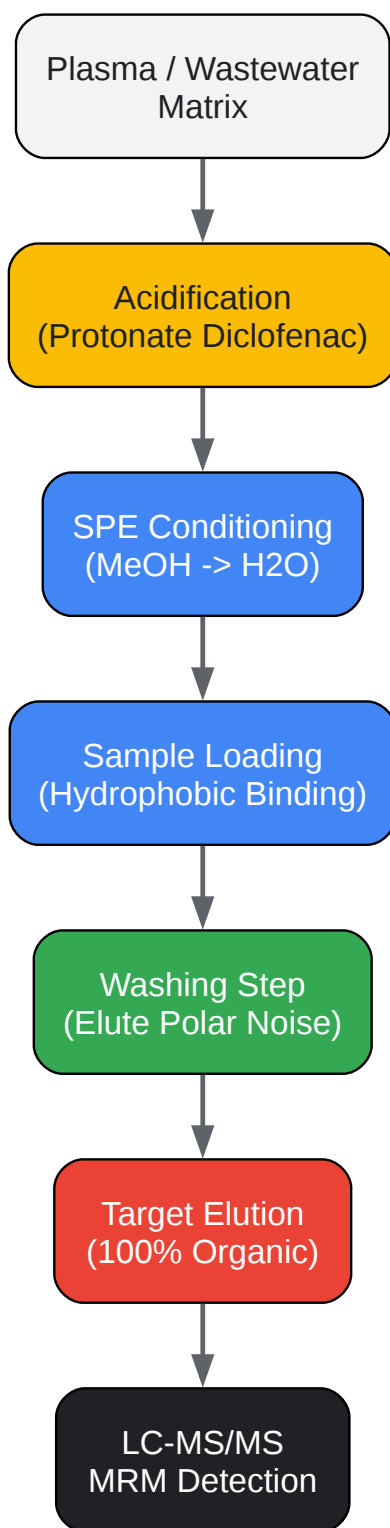 Plasma / Wastewater
Matrix
Acidification
(Protonate Diclofenac)
SPE Conditioning
(MeOH -> H2O)
Sample Loading
(Hydrophobic Binding)
Washing Step
(Elute Polar Noise)
Target Elution
(100% Organic)
LC-MS/MS
MRM Detection